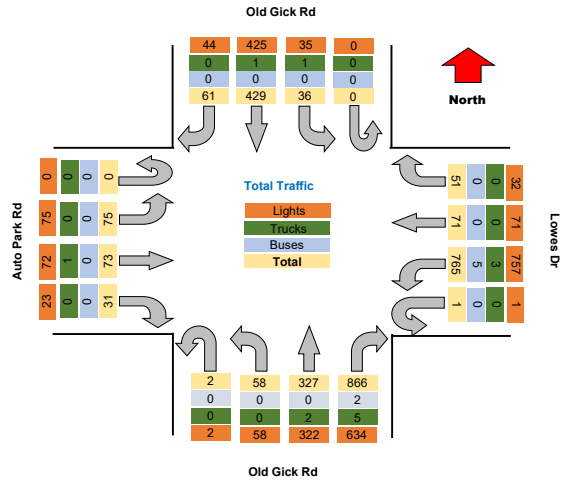 Old Gick Rd
44 425 35 0
0 1 1 0
0 0 0 0
61 429 36 0
North
Auto Park Rd
0 0 0 0
75 0 0 75
72 1 0 73
23 0 0 31
Total Traffic
Lights
Trucks
Buses
Total
51 0 0 32
71 0 0 71
765 5 3 757
1 0 0 1
Lowes Dr
2 58 327 866
0 0 0 2
0 0 2 5
2 58 322 634
Old Gick Rd